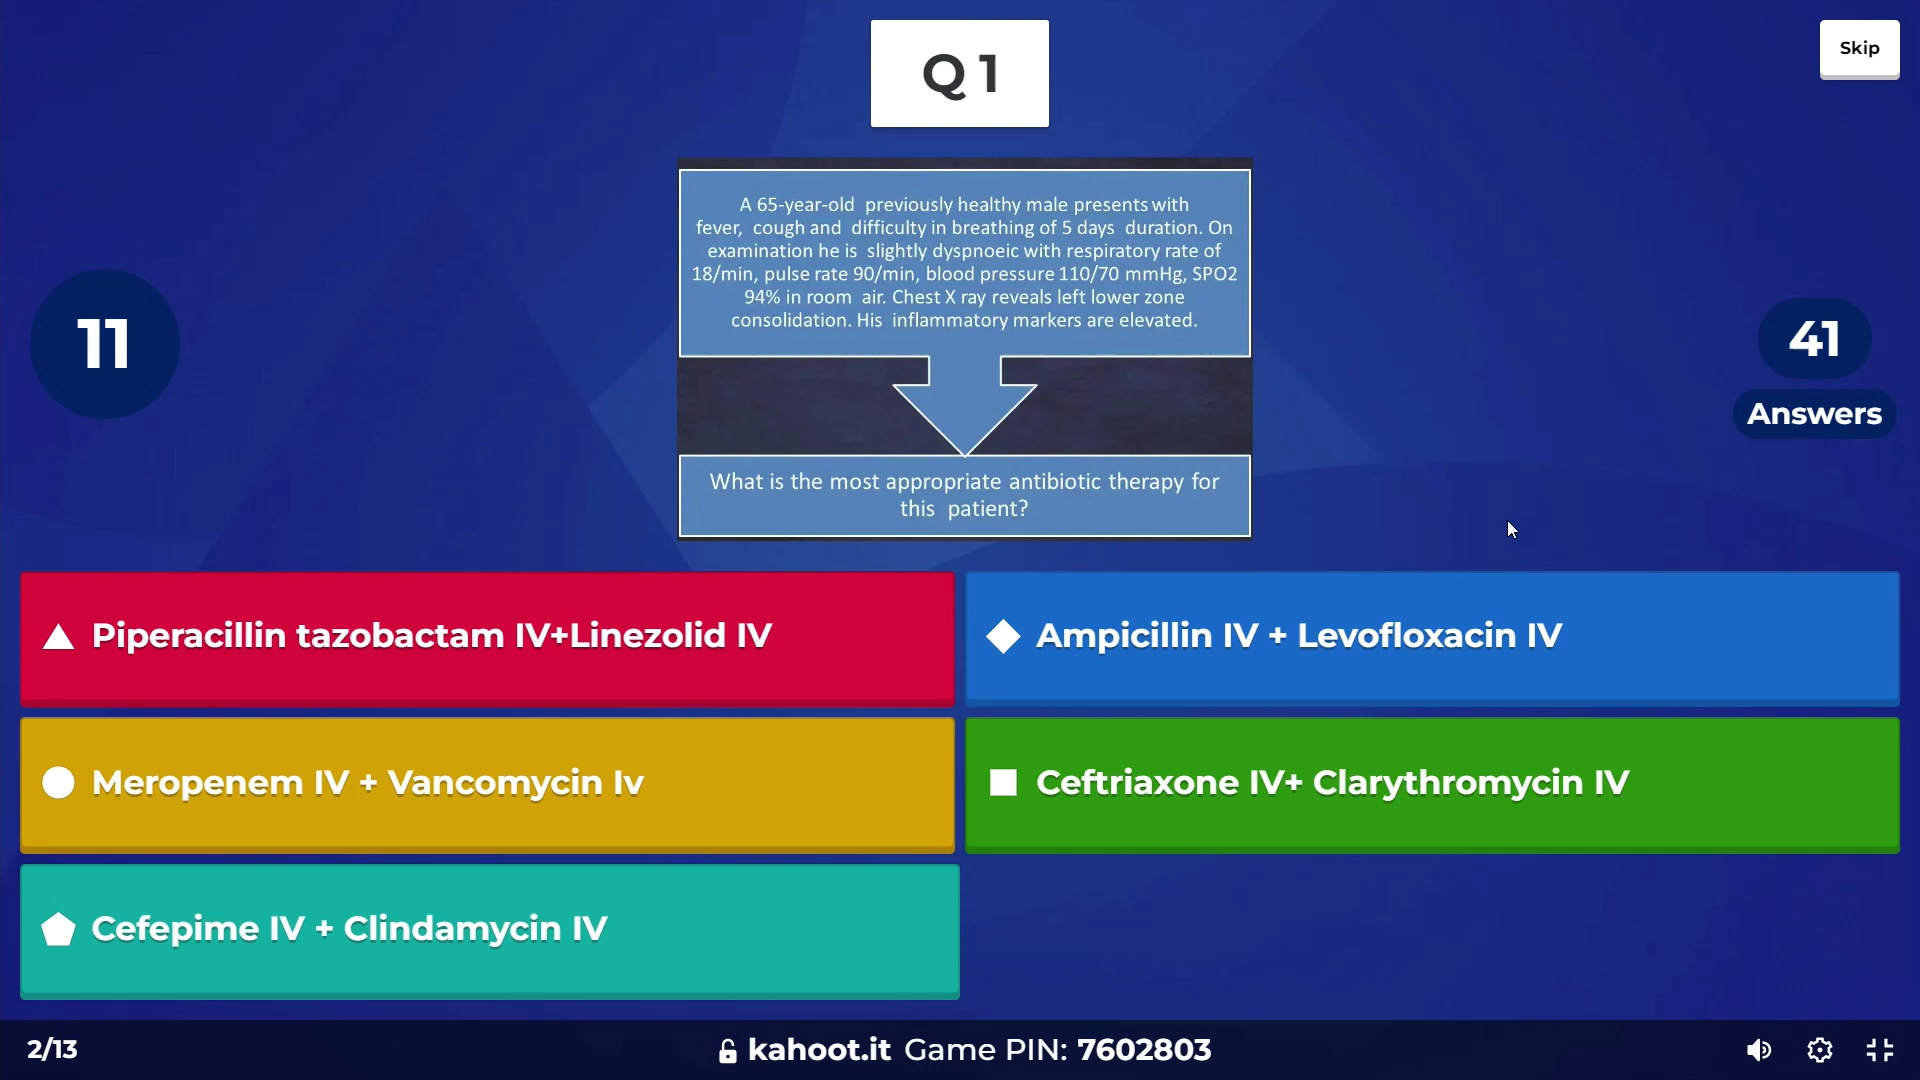 Q 1
Skip
A 65-year-old previously healthy male presents with
fever, cough and difficulty in breathing of 5 days duration. On
examination he is slightly dyspnoeic with respiratory rate of
18/min, pulse rate 90/min, blood pressure 110/70 mmHg, SPO2
94% in room air. Chest X ray reveals left lower zone
consolidation. His inflammatory markers are elevated.
11
41
Answers
What is the most appropriate antibiotic therapy for
this patient?
Piperacillin tazobactam IV+Linezolid IV
Ampicillin IV + Levofloxacin IV
Meropenem IV + Vancomycin Iv
Ceftriaxone IV+ Clarythromycin IV
Cefepime IV + Clindamycin IV
2/13
kahoot.it Game PIN: 7602803